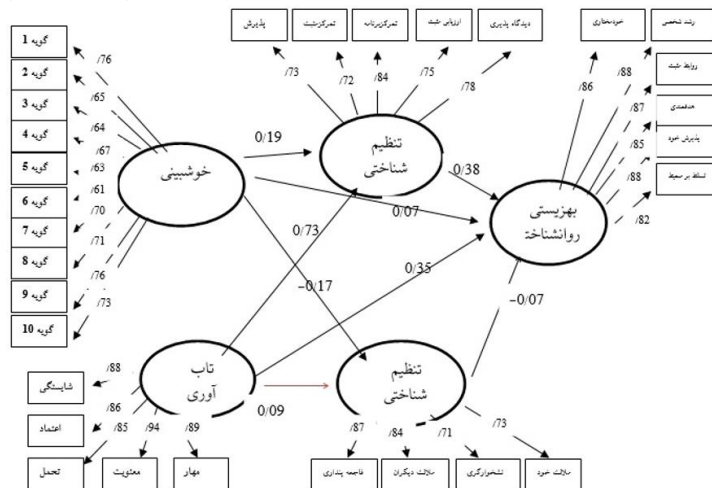 گویه 1
گویه 2
گویه 3
گویه 4
گویه 5
گویه 6
گویه 7
گویه 8
گویه 9
گویه 10
/76
/65
/64
/67
/63
/61
/70
/71
/76
/73
خوشبینی
پذیرش
تمرکزمثبت
تمرکزبرنامه
ارزیابی مثبت
دیدگاه پذیری
/73
/72
/84
/75
/78
تنظیم
شناختی
خودمختاری
رشد شخصی
روابط مثبت
هدفمندی
پذیرش خود
تسلط بر محیط
/86
/88
/87
/85
/88
/82
بهزیستی
روانشناخت
0/19
0/38
0/07
0/73
0/35
–0/17
–0/07
0/09
تاب
آوری
شایستگی
اعتماد
تحمل
معنویت
مهار
/88
/86
/85
/94
/89
تنظیم
شناختی
/87
/84
/71
/73
فاجعه پنداری
ملالت دیگران
نشخوارگری
ملالت خود